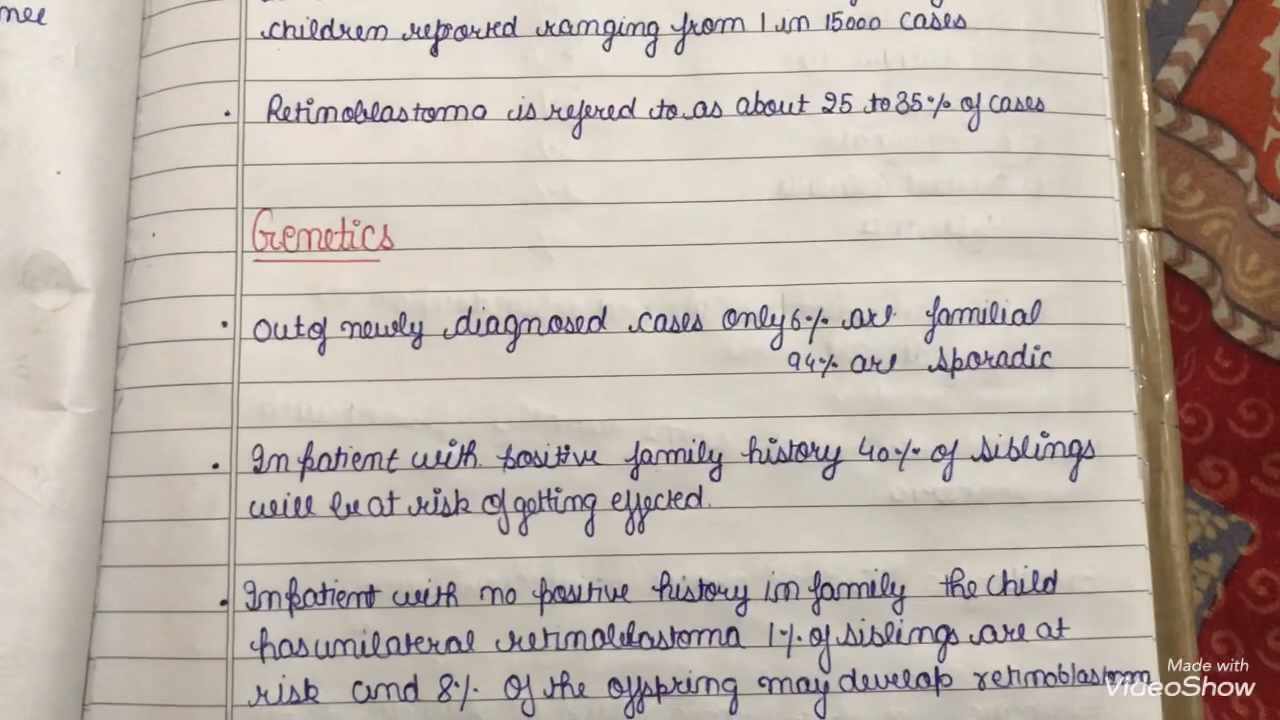 nee
children reported ranging from 1 in 15000 cases
. Retinoblastoma is refered to as about 25 to 35% of cases
Genetics
. out of newly diagnosed cases only 6% are familial
94% are sporadic
. In patient with positive family history 40% of siblings
will be at risk of getting effected.
. In patient with no positive history in family the child
has unilateral retinoblastoma 1% of siblings are at
risk and 8% of the offspring may develop retinoblastom
Made with
VideoShow